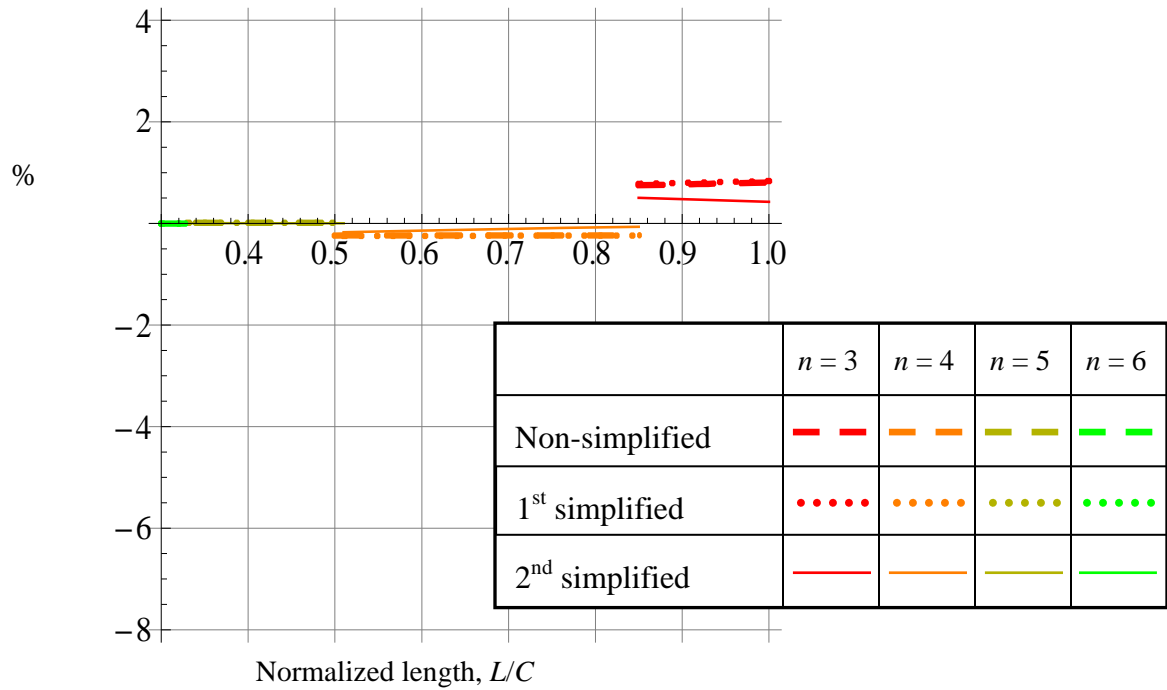 4
2
%
0.4 0.5 0.6 0.7 0.8 0.9 1.0
−2
−4
−6
−8
n = 3 n = 4 n = 5 n = 6
Non-simplified
1st simplified
2nd simplified
Normalized length, L/C